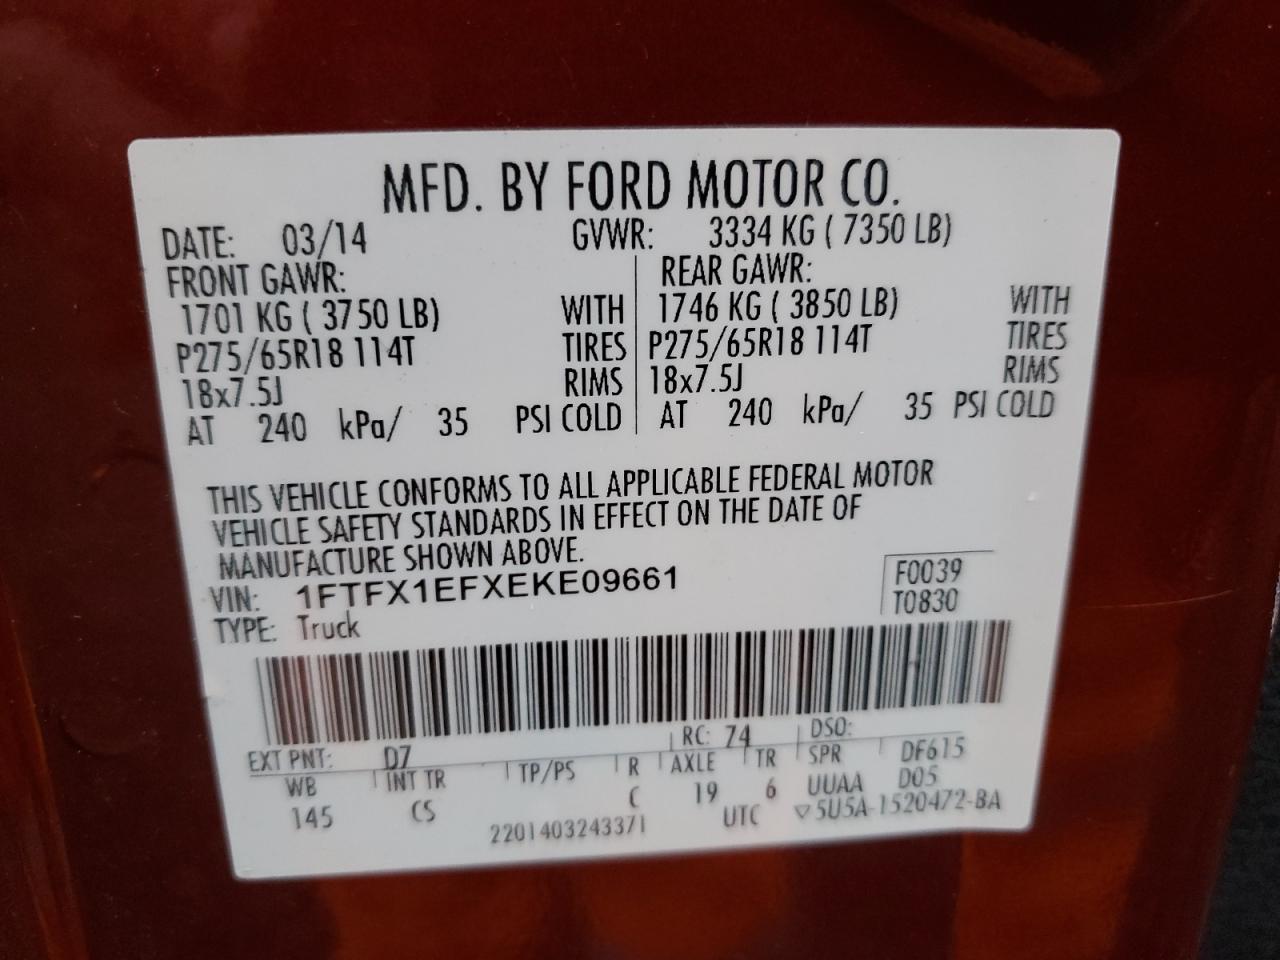 MFD. BY FORD MOTOR CO.
DATE: 03/14 GVWR: 3334 KG ( 7350 LB)
FRONT GAWR: REAR GAWR:
1701 KG ( 3750 LB) WITH 1746 KG ( 3850 LB) WITH
P275/65R18 114T TIRES P275/65R18 114T TIRES
18x7.5J RIMS 18x7.5J RIMS
AT 240 kPa/ 35 PSI COLD AT 240 kPa/ 35 PSI COLD
THIS VEHICLE CONFORMS TO ALL APPLICABLE FEDERAL MOTOR
VEHICLE SAFETY STANDARDS IN EFFECT ON THE DATE OF
MANUFACTURE SHOWN ABOVE.
VIN: 1FTFX1EFXEKE09661 F0039
TYPE: Truck T0830
EXT PNT: D7 RC: 74 DSO:
WB INT TR TP/PS R AXLE TR SPR DF615
145 CS C 19 6 UUAA D05
2201403243371 UTC ▽5U5A-1520472-BA